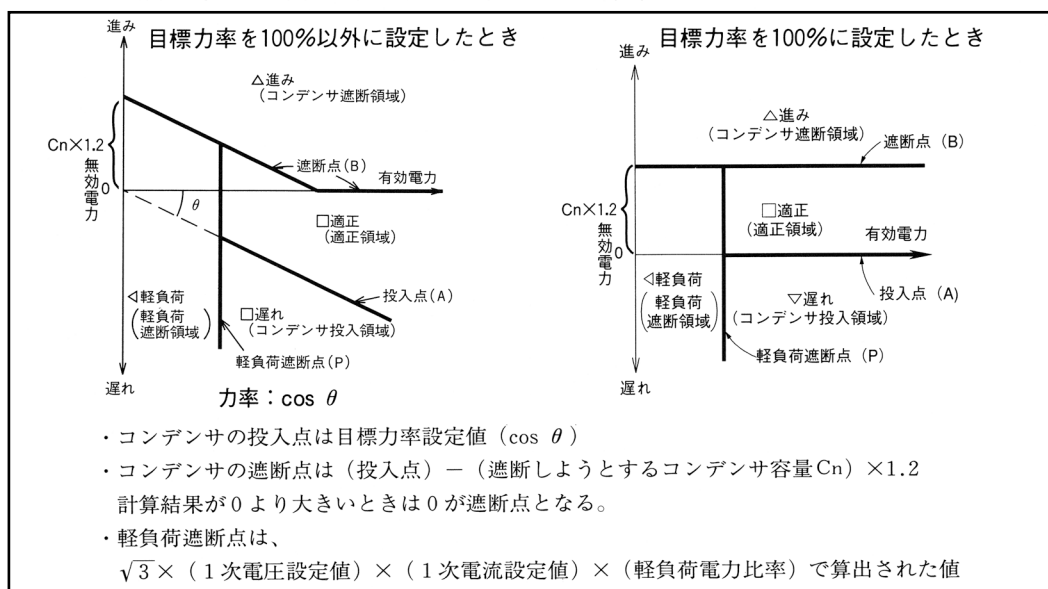 目標力率を100%以外に設定したとき
進み
△進み
(コンデンサ遮断領域)
Cn×1.2
無効電力
0
遮断点(B)
有効電力
θ
□適正
(適正領域)
◁軽負荷
(軽負荷
遮断領域)
□遅れ
(コンデンサ投入領域)
投入点(A)
軽負荷遮断点(P)
遅れ
力率：cos θ
目標力率を100%に設定したとき
進み
△進み
(コンデンサ遮断領域)
遮断点 (B)
Cn×1.2
無効電力
0
□適正
(適正領域)
有効電力
◁軽負荷
(軽負荷
遮断領域)
▽遅れ
(コンデンサ投入領域)
投入点 (A)
軽負荷遮断点 (P)
遅れ
・コンデンサの投入点は目標力率設定値（cos θ）
・コンデンサの遮断点は（投入点）－（遮断しようとするコンデンサ容量Cn）×1.2
計算結果が0より大きいときは0が遮断点となる。
・軽負荷遮断点は、
√3×（1次電圧設定値）×（1次電流設定値）×（軽負荷電力比率）で算出された値